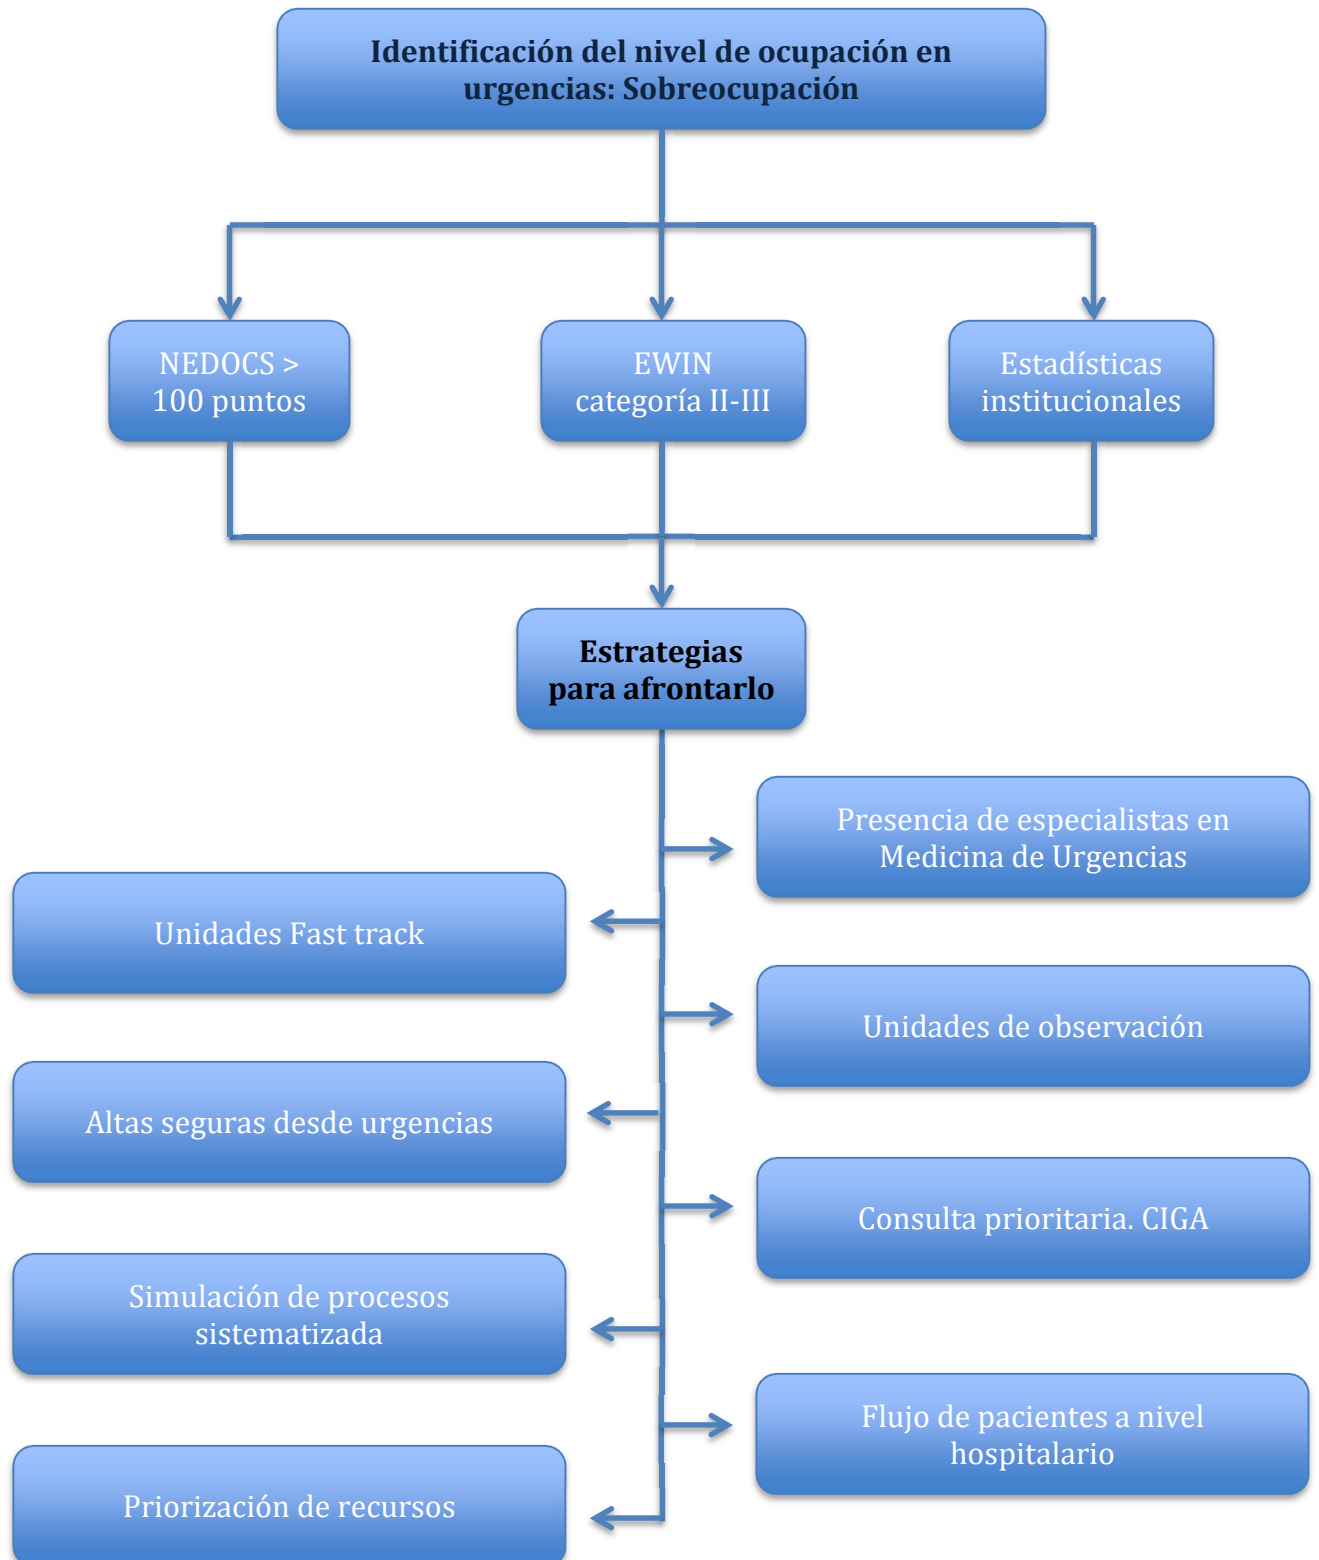 Identificación del nivel de ocupación en
urgencias: Sobreocupación
NEDOCS >
100 puntos
EWIN
categoría II-III
Estadísticas
institucionales
Estrategias
para afrontarlo
Presencia de especialistas en
Medicina de Urgencias
Unidades Fast track
Unidades de observación
Altas seguras desde urgencias
Consulta prioritaria. CIGA
Simulación de procesos
sistematizada
Flujo de pacientes a nivel
hospitalario
Priorización de recursos